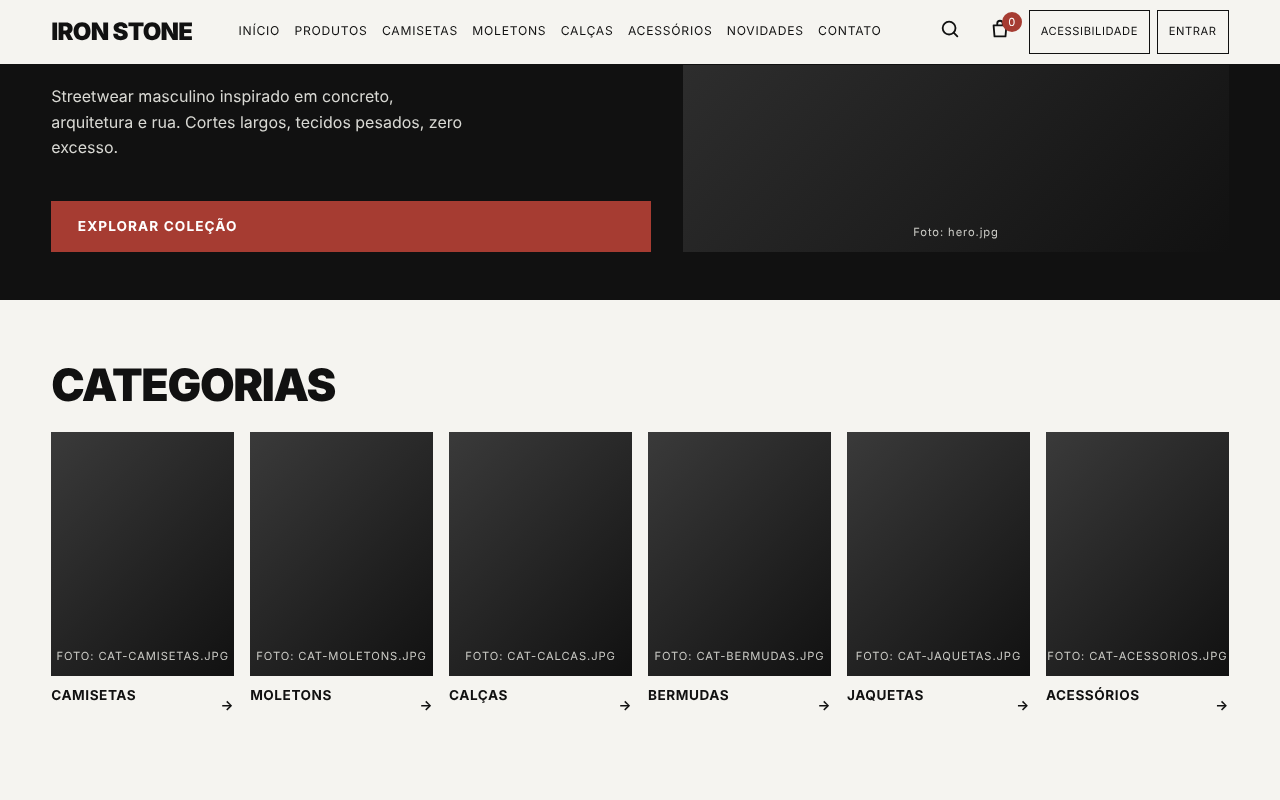 IRON STONE
INÍCIO PRODUTOS CAMISETAS MOLETONS CALÇAS ACESSÓRIOS NOVIDADES CONTATO
0
ACESSIBILIDADE
ENTRAR
Streetwear masculino inspirado em concreto,
arquitetura e rua. Cortes largos, tecidos pesados, zero
excesso.
EXPLORAR COLEÇÃO
Foto: hero.jpg
CATEGORIAS
FOTO: CAT-CAMISETAS.JPG
FOTO: CAT-MOLETONS.JPG
FOTO: CAT-CALCAS.JPG
FOTO: CAT-BERMUDAS.JPG
FOTO: CAT-JAQUETAS.JPG
FOTO: CAT-ACESSORIOS.JPG
CAMISETAS →
MOLETONS →
CALÇAS →
BERMUDAS →
JAQUETAS →
ACESSÓRIOS →